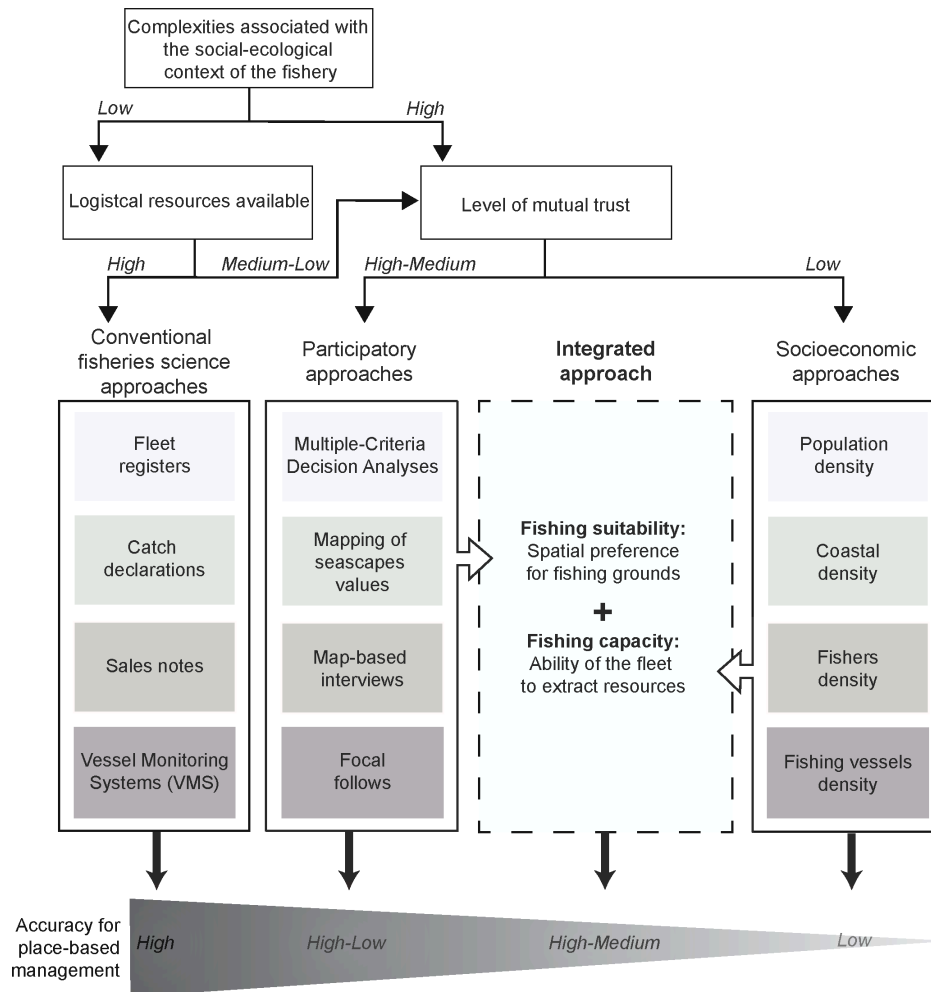 Complexities associated with
the social-ecological
context of the fishery
Low
High
Logistcal resources available
Level of mutual trust
High
Medium-Low
High-Medium
Low
Conventional
fisheries science
approaches
Participatory
approaches
Integrated
approach
Socioeconomic
approaches
Fleet
registers
Catch
declarations
Sales notes
Vessel Monitoring
Systems (VMS)
Multiple-Criteria
Decision Analyses
Mapping of
seascapes
values
Map-based
interviews
Focal
follows
Fishing suitability:
Spatial preference
for fishing grounds
+
Fishing capacity:
Ability of the fleet
to extract resources
Population
density
Coastal
density
Fishers
density
Fishing vessels
density
Accuracy for
place-based
management
High
High-Low
High-Medium
Low